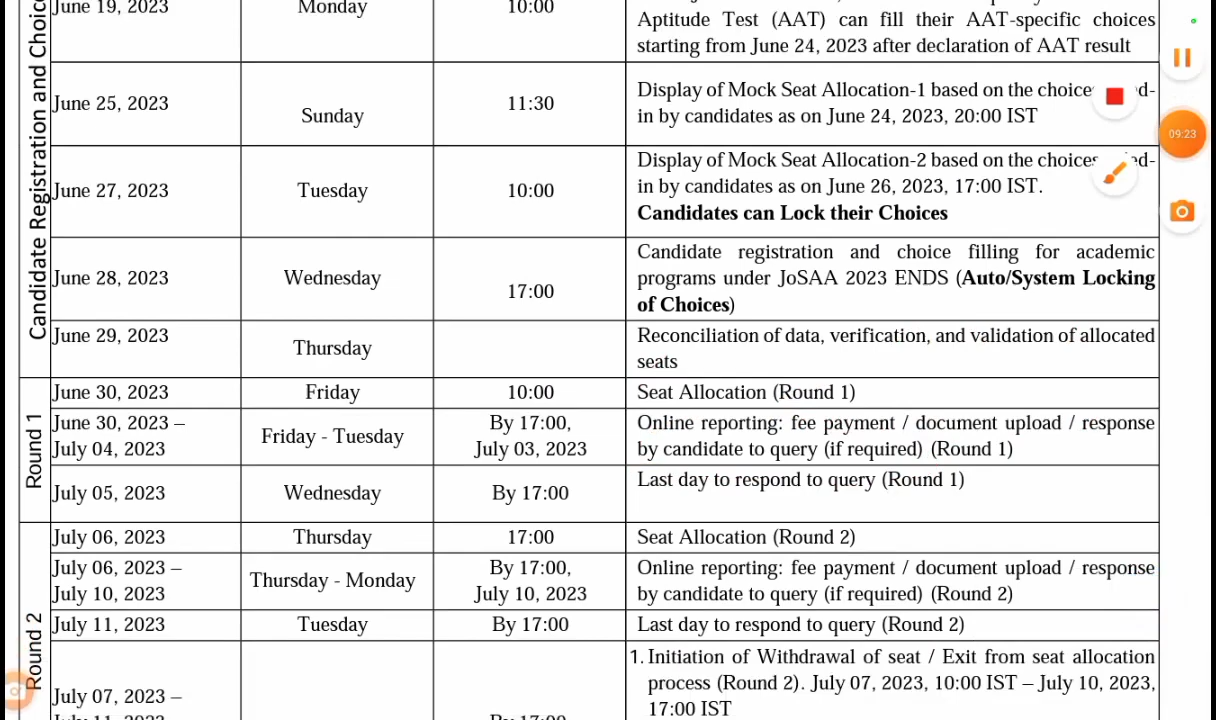 June 19, 2023 Monday 10:00
Aptitude Test (AAT) can fill their AAT-specific choices
starting from June 24, 2023 after declaration of AAT result
Candidate Registration and Choice
June 25, 2023 Sunday 11:30
Display of Mock Seat Allocation-1 based on the choices
in by candidates as on June 24, 2023, 20:00 IST
June 27, 2023 Tuesday 10:00
Display of Mock Seat Allocation-2 based on the choices
in by candidates as on June 26, 2023, 17:00 IST.
Candidates can Lock their Choices
June 28, 2023 Wednesday 17:00
Candidate registration and choice filling for academic
programs under JoSAA 2023 ENDS (Auto/System Locking
of Choices)
June 29, 2023 Thursday
Reconciliation of data, verification, and validation of allocated
seats
Round 1
June 30, 2023 Friday 10:00 Seat Allocation (Round 1)
June 30, 2023 –
July 04, 2023
Friday - Tuesday
By 17:00,
July 03, 2023
Online reporting: fee payment / document upload / response
by candidate to query (if required) (Round 1)
July 05, 2023 Wednesday By 17:00 Last day to respond to query (Round 1)
Round 2
July 06, 2023 Thursday 17:00 Seat Allocation (Round 2)
July 06, 2023 –
July 10, 2023
Thursday - Monday
By 17:00,
July 10, 2023
Online reporting: fee payment / document upload / response
by candidate to query (if required) (Round 2)
July 11, 2023 Tuesday By 17:00 Last day to respond to query (Round 2)
July 07, 2023 –
1. Initiation of Withdrawal of seat / Exit from seat allocation
process (Round 2). July 07, 2023, 10:00 IST – July 10, 2023,
17:00 IST
09:23